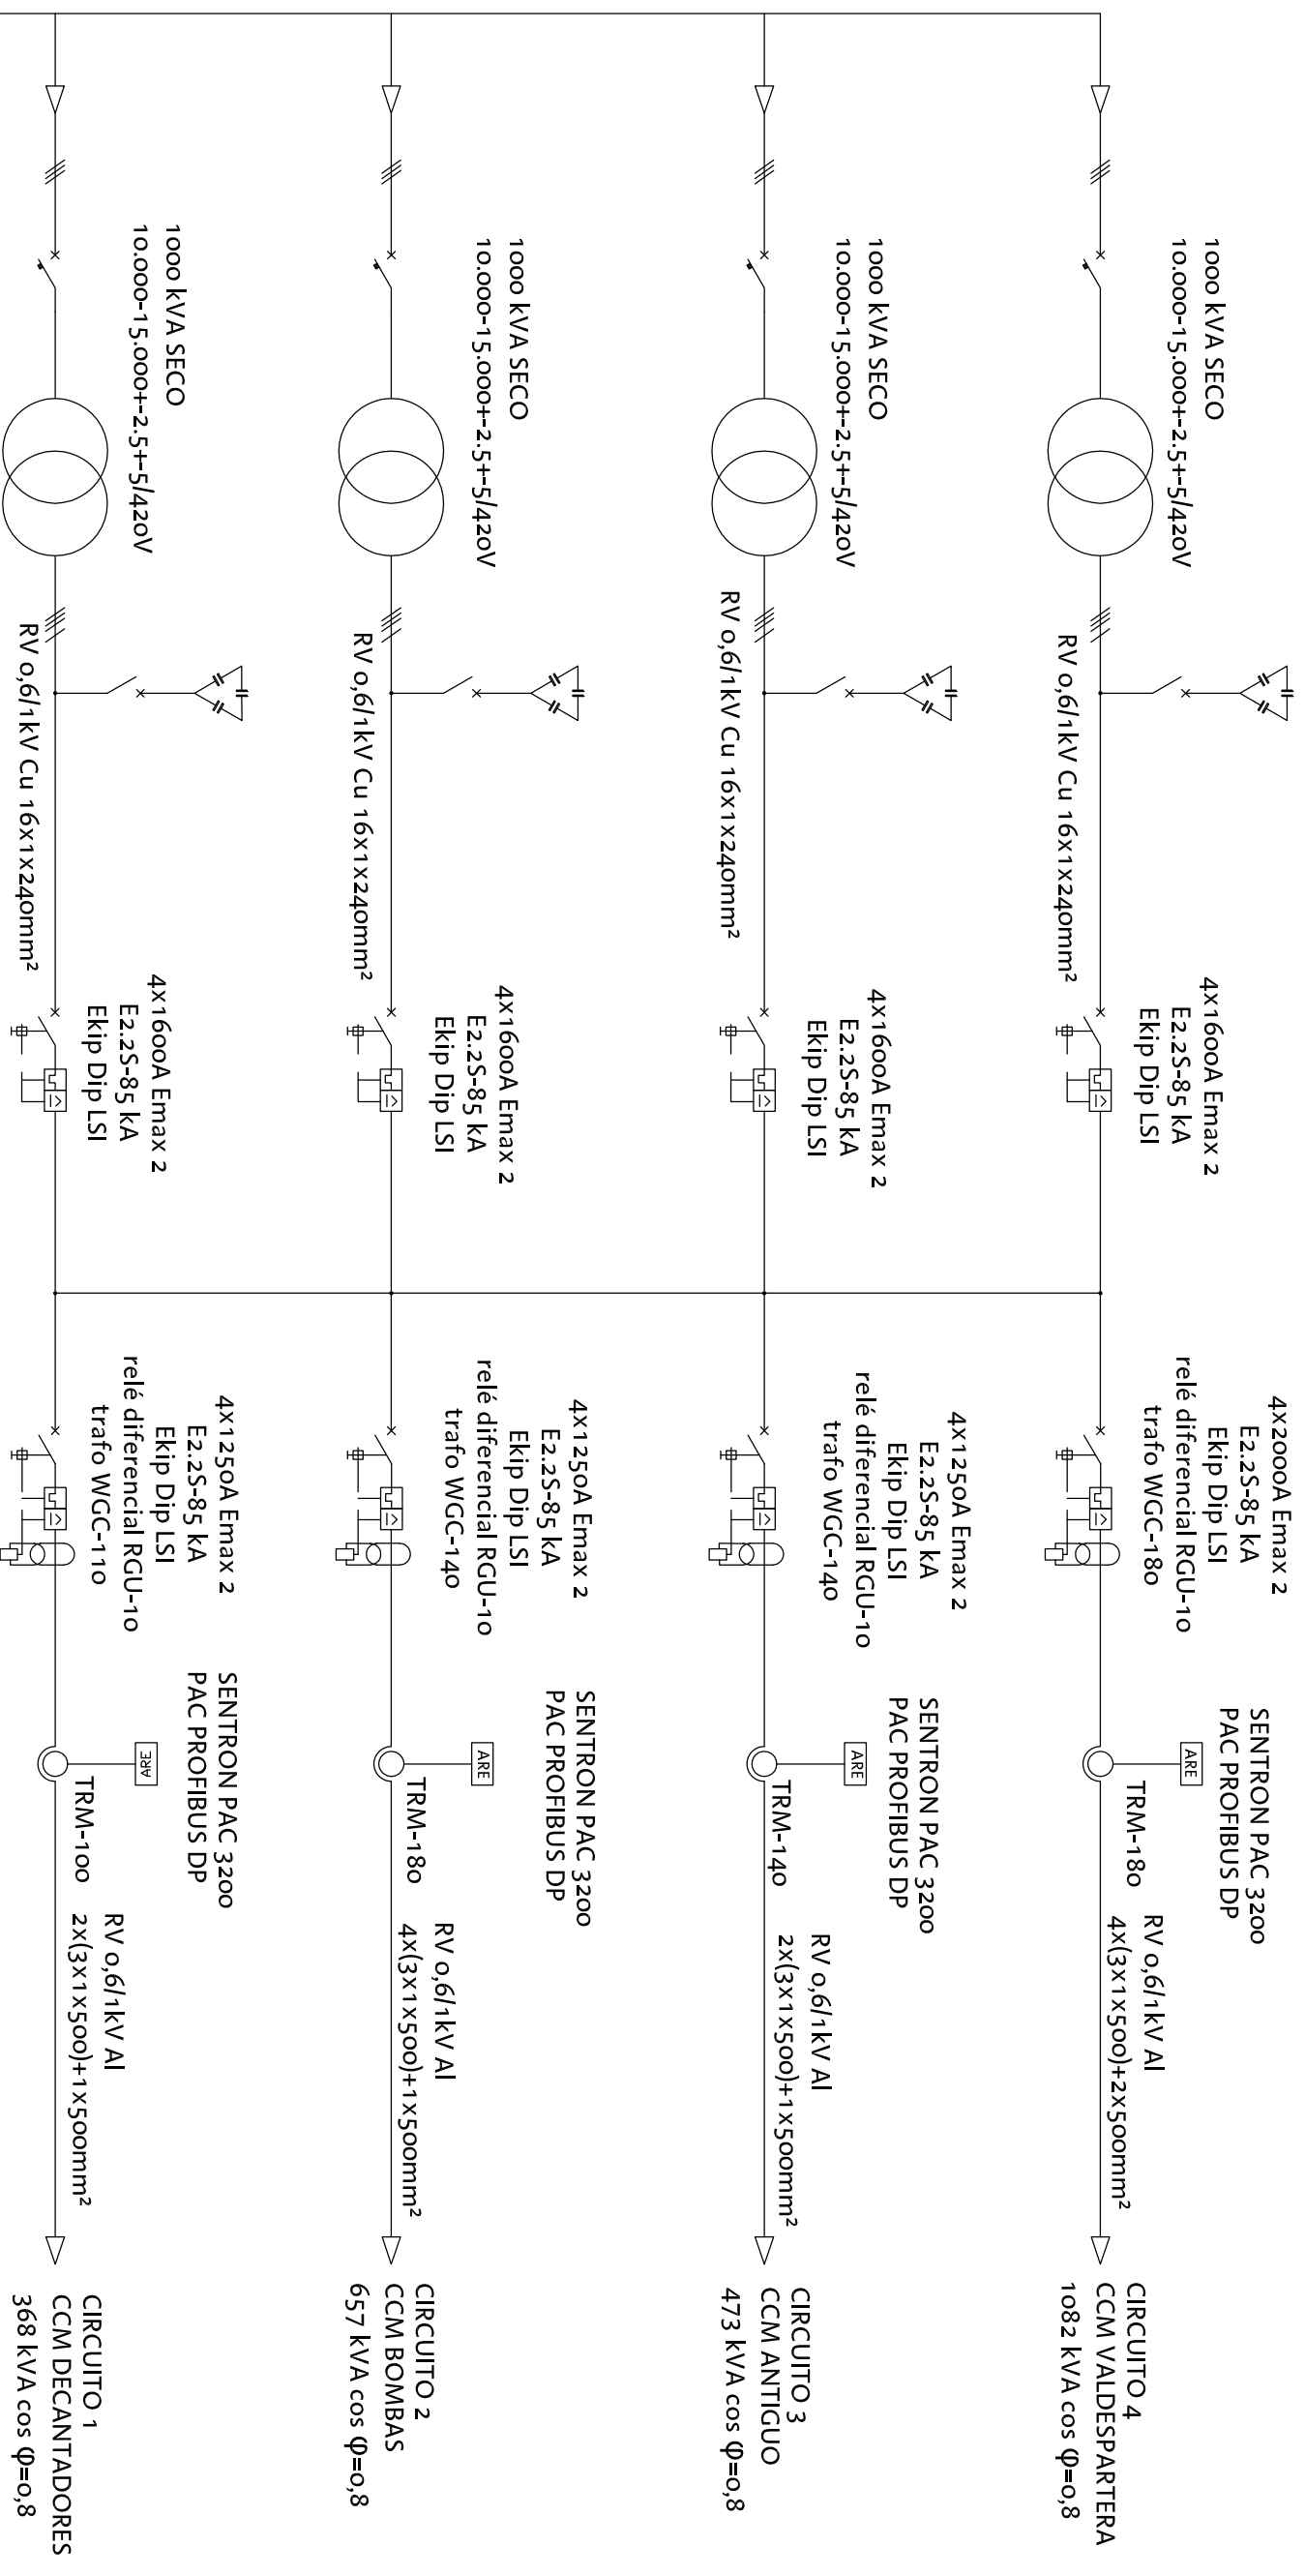 1000 kVA SECO
10.000-15.000+-2.5+-5/420V
RV 0,6/1kV Cu 16x1x240mm²
4x1600A Emax 2
E2.2S-85 kA
Ekip Dip LSI
4x2000A Emax 2
E2.2S-85 kA
Ekip Dip LSI
relé diferencial RGU-10
trafo WGC-180
SENTRON PAC 3200
PAC PROFIBUS DP
ARE
TRM-180
RV 0,6/1kV Al
4x(3x1x500)+2x500mm²
CIRCUITO 4
CCM VALDESPARTERA
1082 kVA cos φ=0,8
1000 kVA SECO
10.000-15.000+-2.5+-5/420V
RV 0,6/1kV Cu 16x1x240mm²
4x1600A Emax 2
E2.2S-85 kA
Ekip Dip LSI
4x1250A Emax 2
E2.2S-85 kA
Ekip Dip LSI
relé diferencial RGU-10
trafo WGC-140
SENTRON PAC 3200
PAC PROFIBUS DP
ARE
TRM-140
RV 0,6/1kV Al
2x(3x1x500)+1x500mm²
CIRCUITO 3
CCM ANTIGUO
473 kVA cos φ=0,8
1000 kVA SECO
10.000-15.000+-2.5+-5/420V
RV 0,6/1kV Cu 16x1x240mm²
4x1600A Emax 2
E2.2S-85 kA
Ekip Dip LSI
4x1250A Emax 2
E2.2S-85 kA
Ekip Dip LSI
relé diferencial RGU-10
trafo WGC-140
SENTRON PAC 3200
PAC PROFIBUS DP
ARE
TRM-180
RV 0,6/1kV Al
4x(3x1x500)+1x500mm²
CIRCUITO 2
CCM BOMBAS
657 kVA cos φ=0,8
1000 kVA SECO
10.000-15.000+-2.5+-5/420V
RV 0,6/1kV Cu 16x1x240mm²
4x1600A Emax 2
E2.2S-85 kA
Ekip Dip LSI
4x1250A Emax 2
E2.2S-85 kA
Ekip Dip LSI
relé diferencial RGU-10
trafo WGC-110
SENTRON PAC 3200
PAC PROFIBUS DP
ARE
TRM-100
RV 0,6/1kV Al
2x(3x1x500)+1x500mm²
CIRCUITO 1
CCM DECANTADORES
368 kVA cos φ=0,8